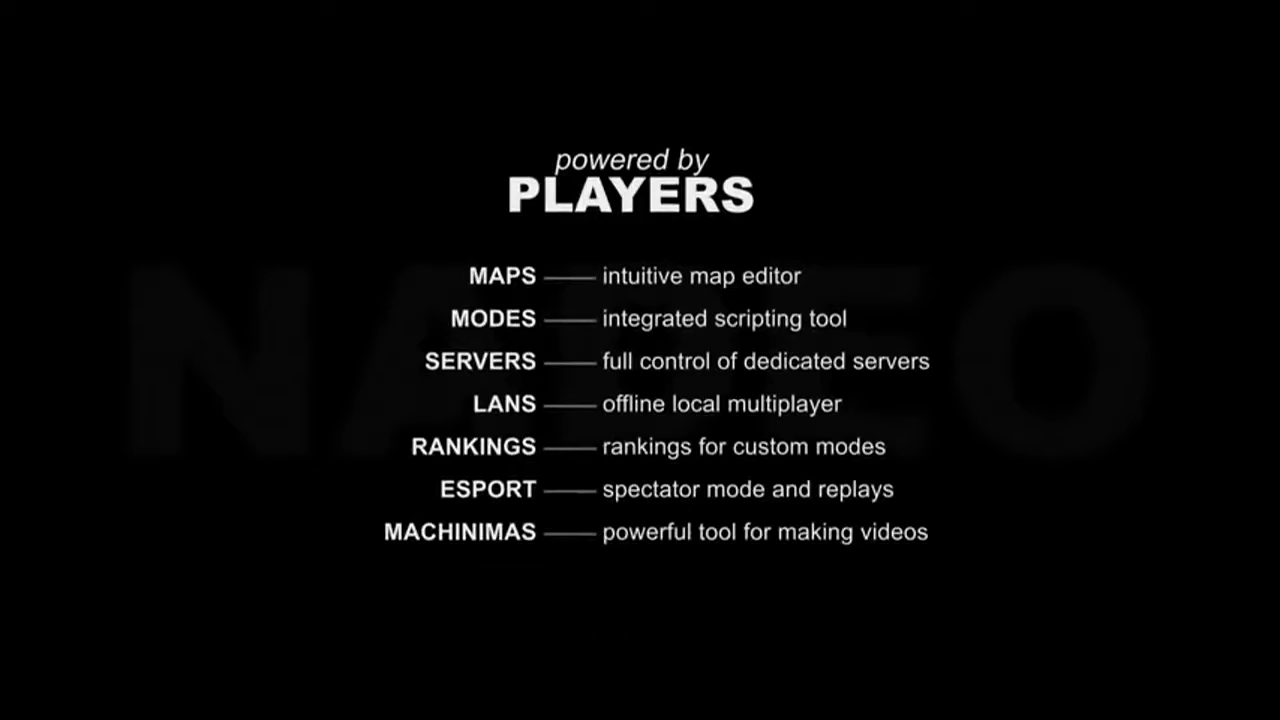 powered by
PLAYERS
NADEO
MAPS intuitive map editor
MODES integrated scripting tool
SERVERS full control of dedicated servers
LANS offline local multiplayer
RANKINGS rankings for custom modes
ESPORT spectator mode and replays
MACHINIMAS powerful tool for making videos